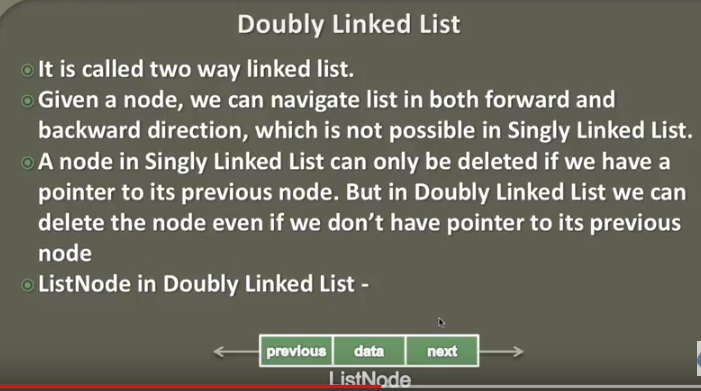 Doubly Linked List
It is called two way linked list.
Given a node, we can navigate list in both forward and
backward direction, which is not possible in Singly Linked List.
A node in Singly Linked List can only be deleted if we have a
pointer to its previous node. But in Doubly Linked List we can
delete the node even if we don't have pointer to its previous
node
ListNode in Doubly Linked List -
previous data next
ListNode